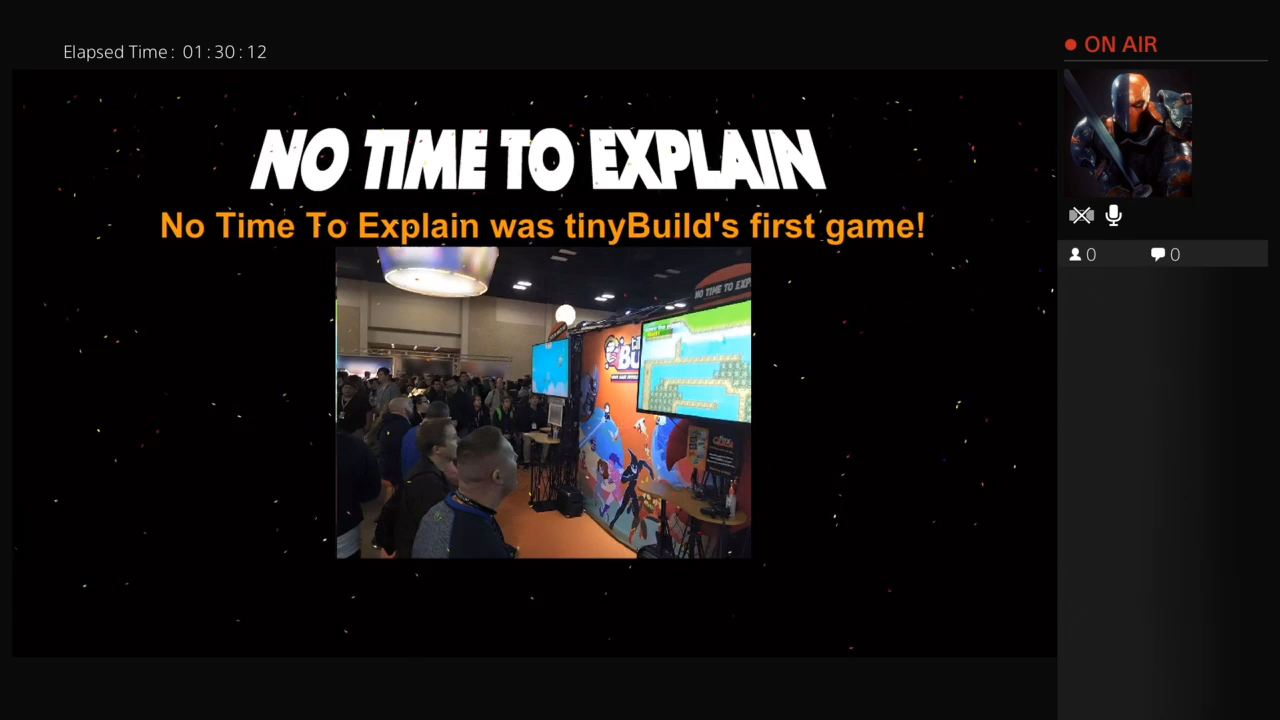 Elapsed Time: 01:30:12
ON AIR
NO TIME TO EXPLAIN
No Time To Explain was tinyBuild's first game!
0
0
NO TIME TO EXP